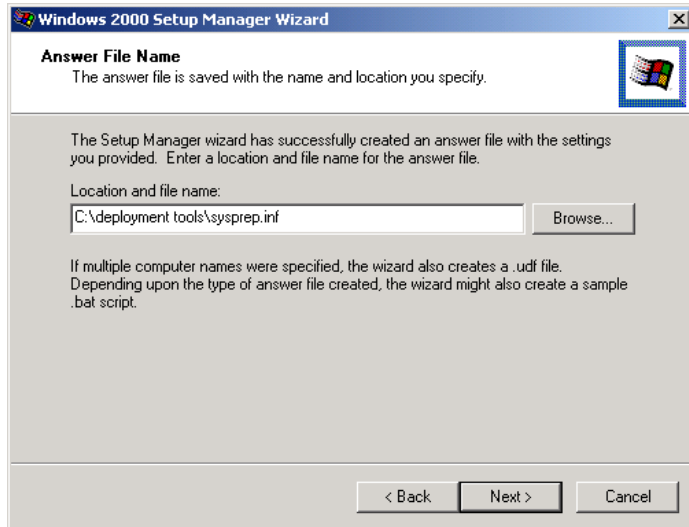 Windows 2000 Setup Manager Wizard
Answer File Name
The answer file is saved with the name and location you specify.
The Setup Manager wizard has successfully created an answer file with the settings
you provided. Enter a location and file name for the answer file.
Location and file name:
C:\deployment tools\sysprep.inf
Browse...
If multiple computer names were specified, the wizard also creates a .udf file.
Depending upon the type of answer file created, the wizard might also create a sample
.bat script.
< Back
Next >
Cancel